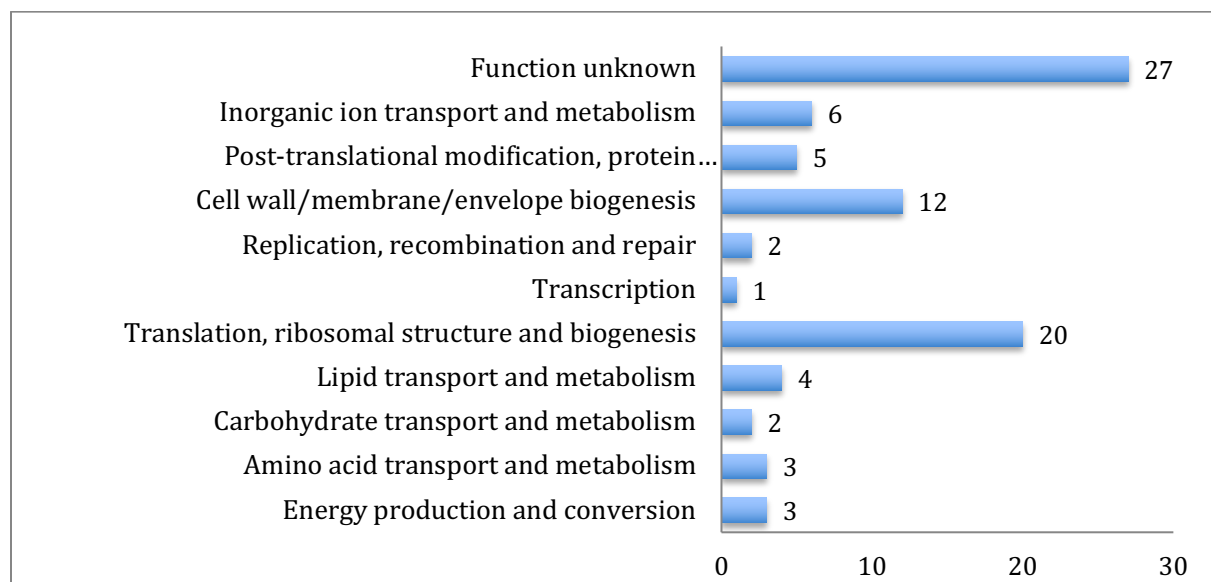 Function unknown 27
Inorganic ion transport and metabolism 6
Post-translational modification, protein… 5
Cell wall/membrane/envelope biogenesis 12
Replication, recombination and repair 2
Transcription 1
Translation, ribosomal structure and biogenesis 20
Lipid transport and metabolism 4
Carbohydrate transport and metabolism 2
Amino acid transport and metabolism 3
Energy production and conversion 3
0 10 20 30